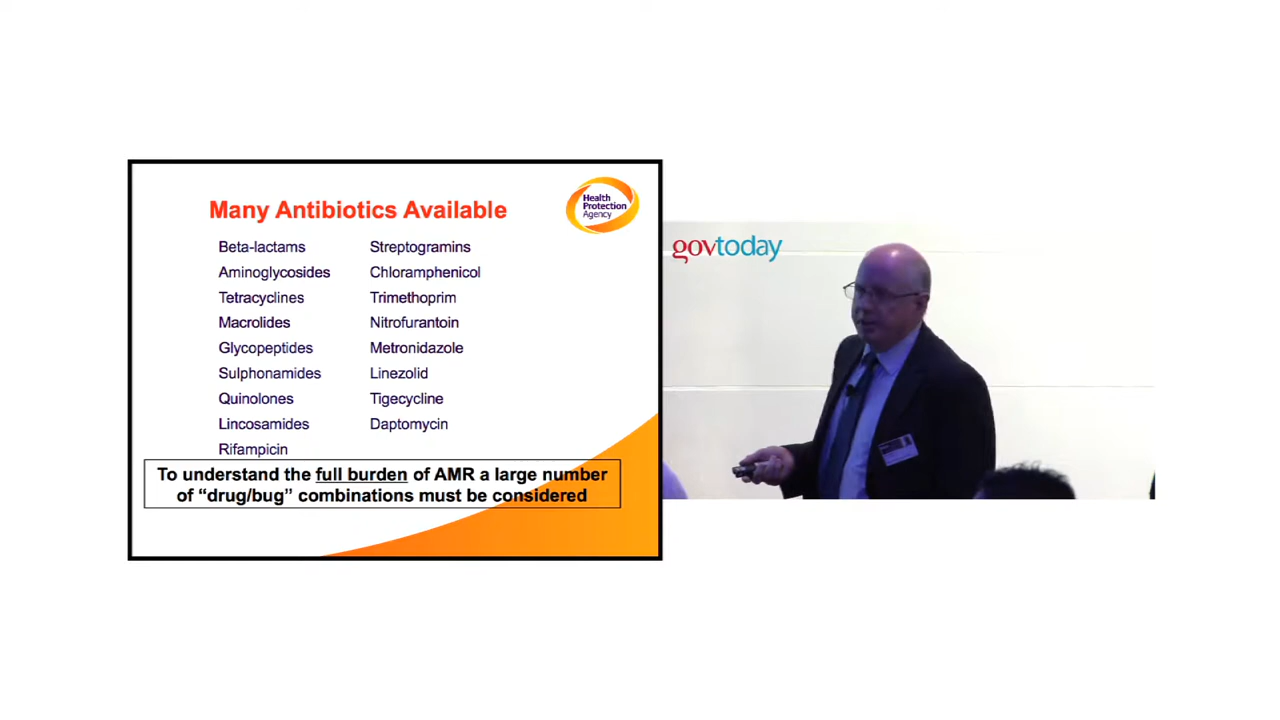 Many Antibiotics Available
Health
Protection
Agency
Beta-lactams
Aminoglycosides
Tetracyclines
Macrolides
Glycopeptides
Sulphonamides
Quinolones
Lincosamides
Rifampicin
Streptogramins
Chloramphenicol
Trimethoprim
Nitrofurantoin
Metronidazole
Linezolid
Tigecycline
Daptomycin
To understand the full burden of AMR a large number
of “drug/bug” combinations must be considered
govtoday